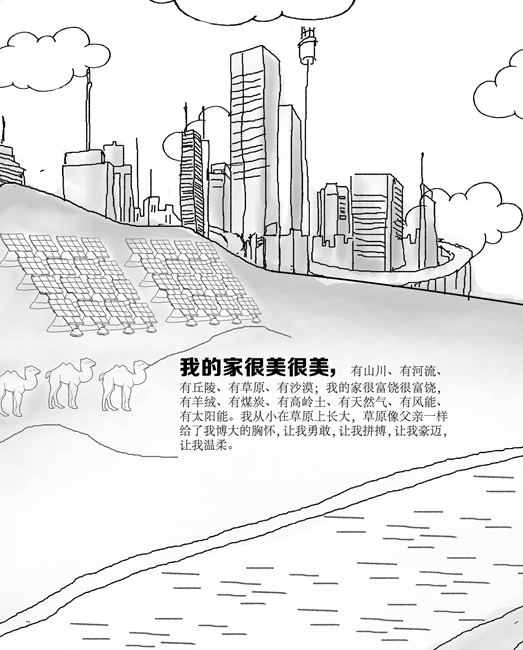 我的家很美很美，有山川、有河流、
有丘陵、有草原、有沙漠；我的家很富饶很富饶，
有羊绒、有煤炭、有高岭土、有天然气、有风能、
有太阳能。我从小在草原上长大，草原像父亲一样
给了我博大的胸怀，让我勇敢，让我拼搏，让我豪迈，
让我温柔。